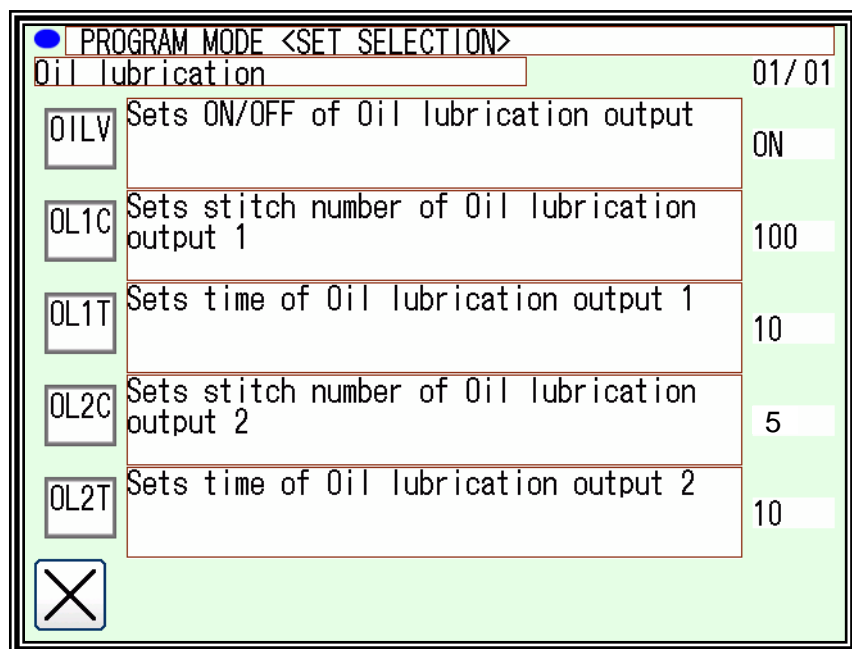 PROGRAM MODE <SET SELECTION>
Oil lubrication 01/01
OILV Sets ON/OFF of Oil lubrication output ON
OL1C Sets stitch number of Oil lubrication
output 1 100
OL1T Sets time of Oil lubrication output 1 10
OL2C Sets stitch number of Oil lubrication
output 2 5
OL2T Sets time of Oil lubrication output 2 10